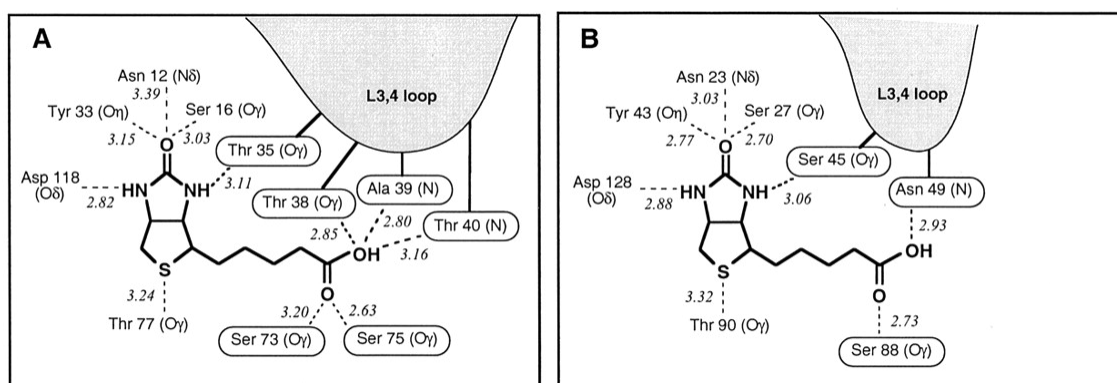 A
L3,4 loop
Asn 12 (Nδ)
3.39
Tyr 33 (Oη)
Ser 16 (Oγ)
3.15
3.03
O
Thr 35 (Oγ)
3.11
Asp 118
(Oδ)
2.82
HN
NH
Thr 38 (Oγ)
Ala 39 (N)
Thr 40 (N)
2.85
2.80
3.16
OH
S
O
3.24
Thr 77 (Oγ)
3.20
2.63
Ser 73 (Oγ)
Ser 75 (Oγ)
B
L3,4 loop
Asn 23 (Nδ)
3.03
Tyr 43 (Oη)
Ser 27 (Oγ)
2.77
2.70
O
Ser 45 (Oγ)
3.06
Asp 128
(Oδ)
2.88
HN
NH
Asn 49 (N)
2.93
OH
S
O
3.32
Thr 90 (Oγ)
2.73
Ser 88 (Oγ)